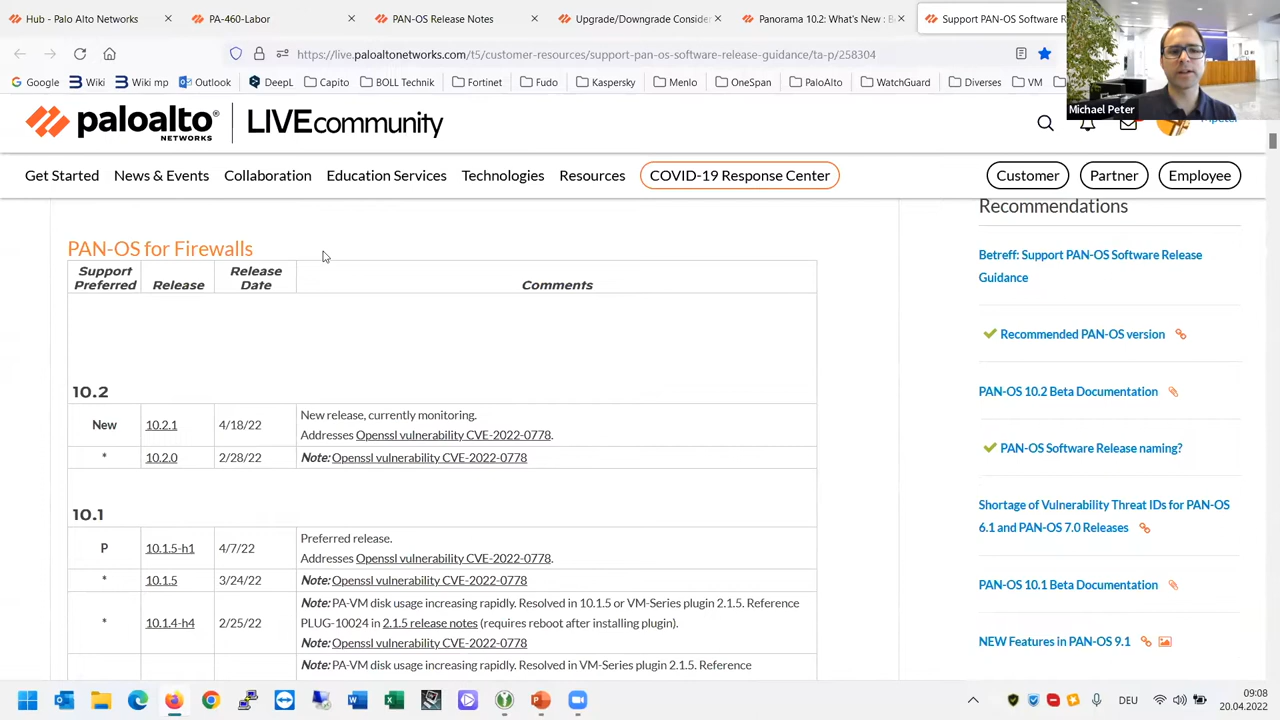 Hub - Palo Alto Networks
PA-460-Labor
PAN-OS Release Notes
Upgrade/Downgrade Consider
Panorama 10.2: What's New : B
Support PAN-OS Software R
https://live.paloaltonetworks.com/t5/customer-resources/support-pan-os-software-release-guidance/ta-p/258304
Google
Wiki
Wiki mp
Outlook
DeepL
Capito
BOLL Technik
Fortinet
Fudo
Kaspersky
Menlo
OneSpan
PaloAlto
WatchGuard
Diverses
VM
Michael Peter
paloalto®
NETWORKS
LIVEcommunity
Get Started
News & Events
Collaboration
Education Services
Technologies
Resources
COVID-19 Response Center
Customer
Partner
Employee
PAN-OS for Firewalls
Support Preferred
Release
Release Date
Comments
10.2
New
10.2.1
4/18/22
New release, currently monitoring.
Addresses Openssl vulnerability CVE-2022-0778.
*
10.2.0
2/28/22
Note: Openssl vulnerability CVE-2022-0778
10.1
P
10.1.5-h1
4/7/22
Preferred release.
Addresses Openssl vulnerability CVE-2022-0778.
*
10.1.5
3/24/22
Note: Openssl vulnerability CVE-2022-0778
*
10.1.4-h4
2/25/22
Note: PA-VM disk usage increasing rapidly. Resolved in 10.1.5 or VM-Series plugin 2.1.5. Reference
PLUG-10024 in 2.1.5 release notes (requires reboot after installing plugin).
Note: Openssl vulnerability CVE-2022-0778
Note: PA-VM disk usage increasing rapidly. Resolved in VM-Series plugin 2.1.5. Reference
Recommendations
Betreff: Support PAN-OS Software Release
Guidance
Recommended PAN-OS version
PAN-OS 10.2 Beta Documentation
PAN-OS Software Release naming?
Shortage of Vulnerability Threat IDs for PAN-OS
6.1 and PAN-OS 7.0 Releases
PAN-OS 10.1 Beta Documentation
NEW Features in PAN-OS 9.1
DEU
09:08
20.04.2022